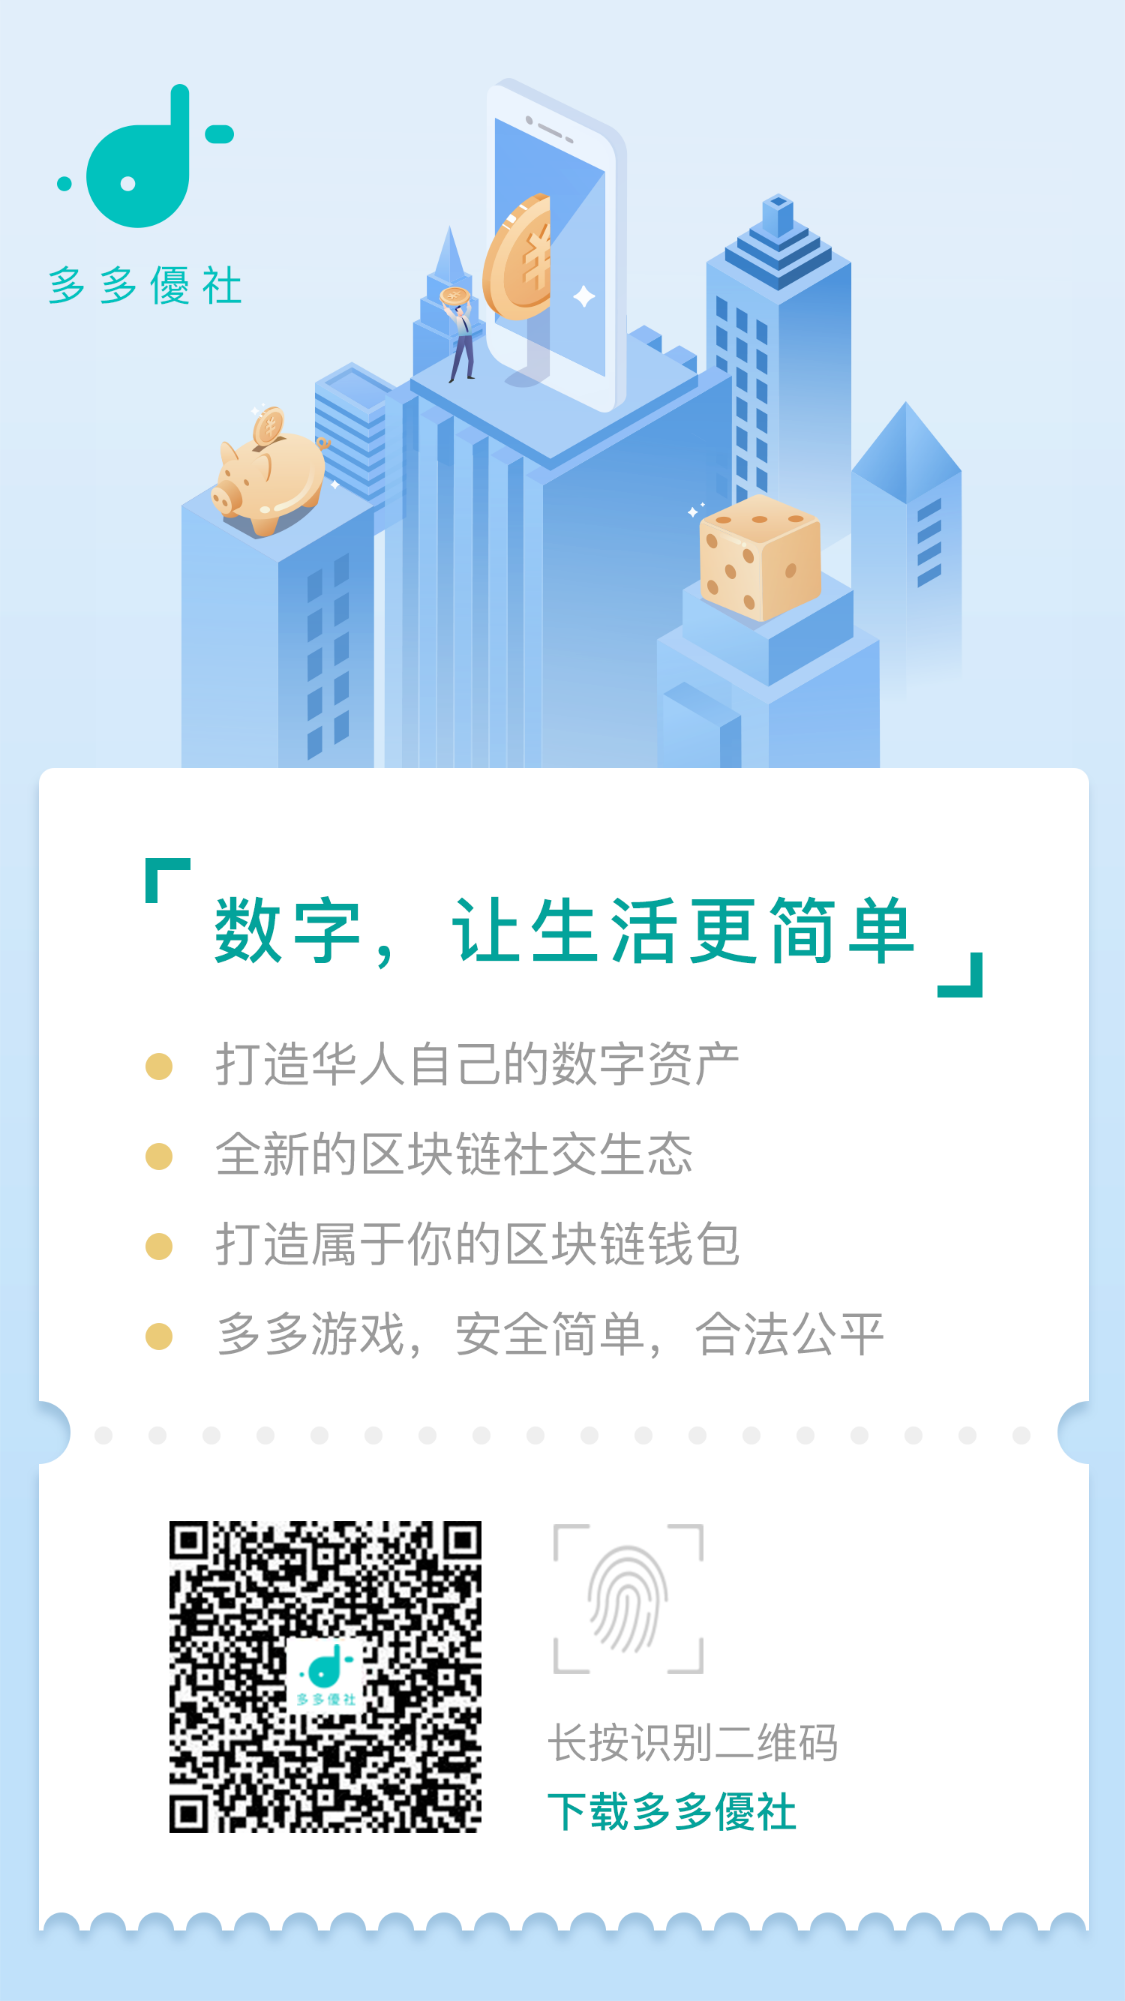 多多優社
数字，让生活更简单
打造华人自己的数字资产
全新的区块链社交生态
打造属于你的区块链钱包
多多游戏，安全简单，合法公平
多多優社
长按识别二维码
下载多多優社